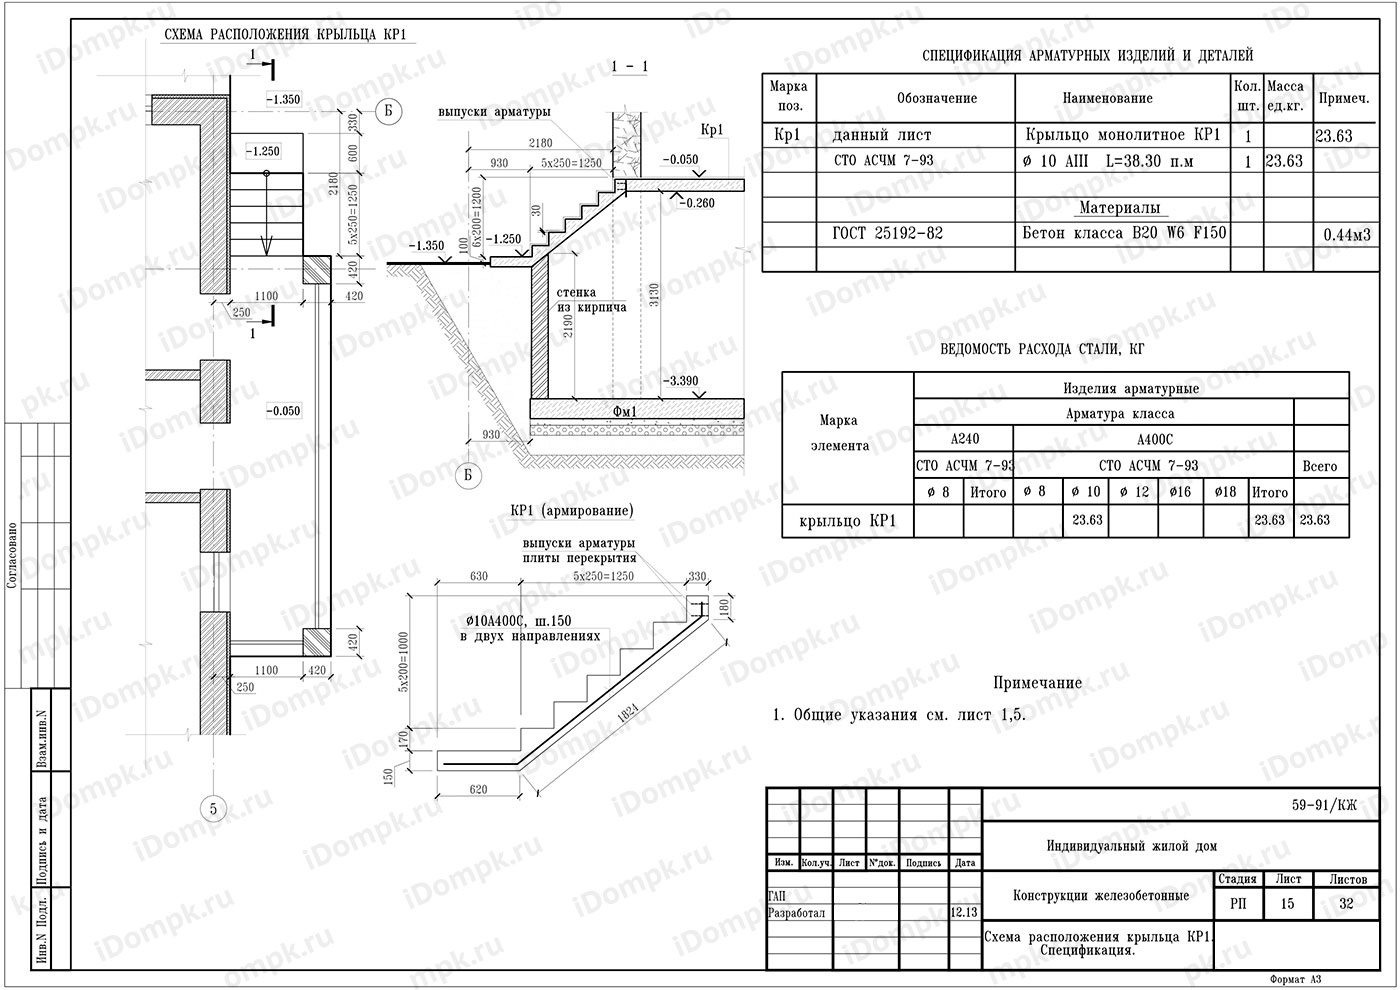 СХЕМА РАСПОЛОЖЕНИЯ КРЫЛЬЦА КР1
1
-1.350
Б
330
-1.250
600
2180
5x250=1250
420
1100
420
250
1
-0.050
420
1100
420
250
5
1 - 1
выпуски арматуры
Кр1
2180
930
5x250=1250
-0.050
-0.260
30
6x200=1200
100
-1.350
-1.250
стенка
из кирпича
2190
3130
-3.390
Фм1
930
Б
КР1 (армирование)
выпуски арматуры
плиты перекрытия
630
5x250=1250
330
180
ø10А400С, ш.150
в двух направлениях
5x200=1000
1824
170
150
620
СПЕЦИФИКАЦИЯ АРМАТУРНЫХ ИЗДЕЛИЙ И ДЕТАЛЕЙ
Марка поз. Обозначение Наименование Кол. шт. Масса ед.кг. Примеч.
Кр1 данный лист Крыльцо монолитное КР1 1 23.63
СТО АСЧМ 7-93 ø 10 АIII L=38.30 п.м 1 23.63
Материалы
ГОСТ 25192-82 Бетон класса В20 W6 F150 0.44м3
ВЕДОМОСТЬ РАСХОДА СТАЛИ, КГ
Марка элемента
Изделия арматурные
Арматура класса
А240 А400С
СТО АСЧМ 7-93 СТО АСЧМ 7-93 Всего
ø 8 Итого ø 8 ø 10 ø 12 ø16 ø18 Итого
крыльцо КР1 23.63 23.63 23.63
Примечание
1. Общие указания см. лист 1,5.
59-91/КЖ
Индивидуальный жилой дом
Изм. Кол.уч. Лист №док. Подпись Дата
ГАП
Разработал 12.13
Конструкции железобетонные
Стадия Лист Листов
РП 15 32
Схема расположения крыльца КР1.
Спецификация.
Формат А3
Согласовано
Взам.инв.N
Подпись и дата
Инв.N Подл.
iDompk.ru